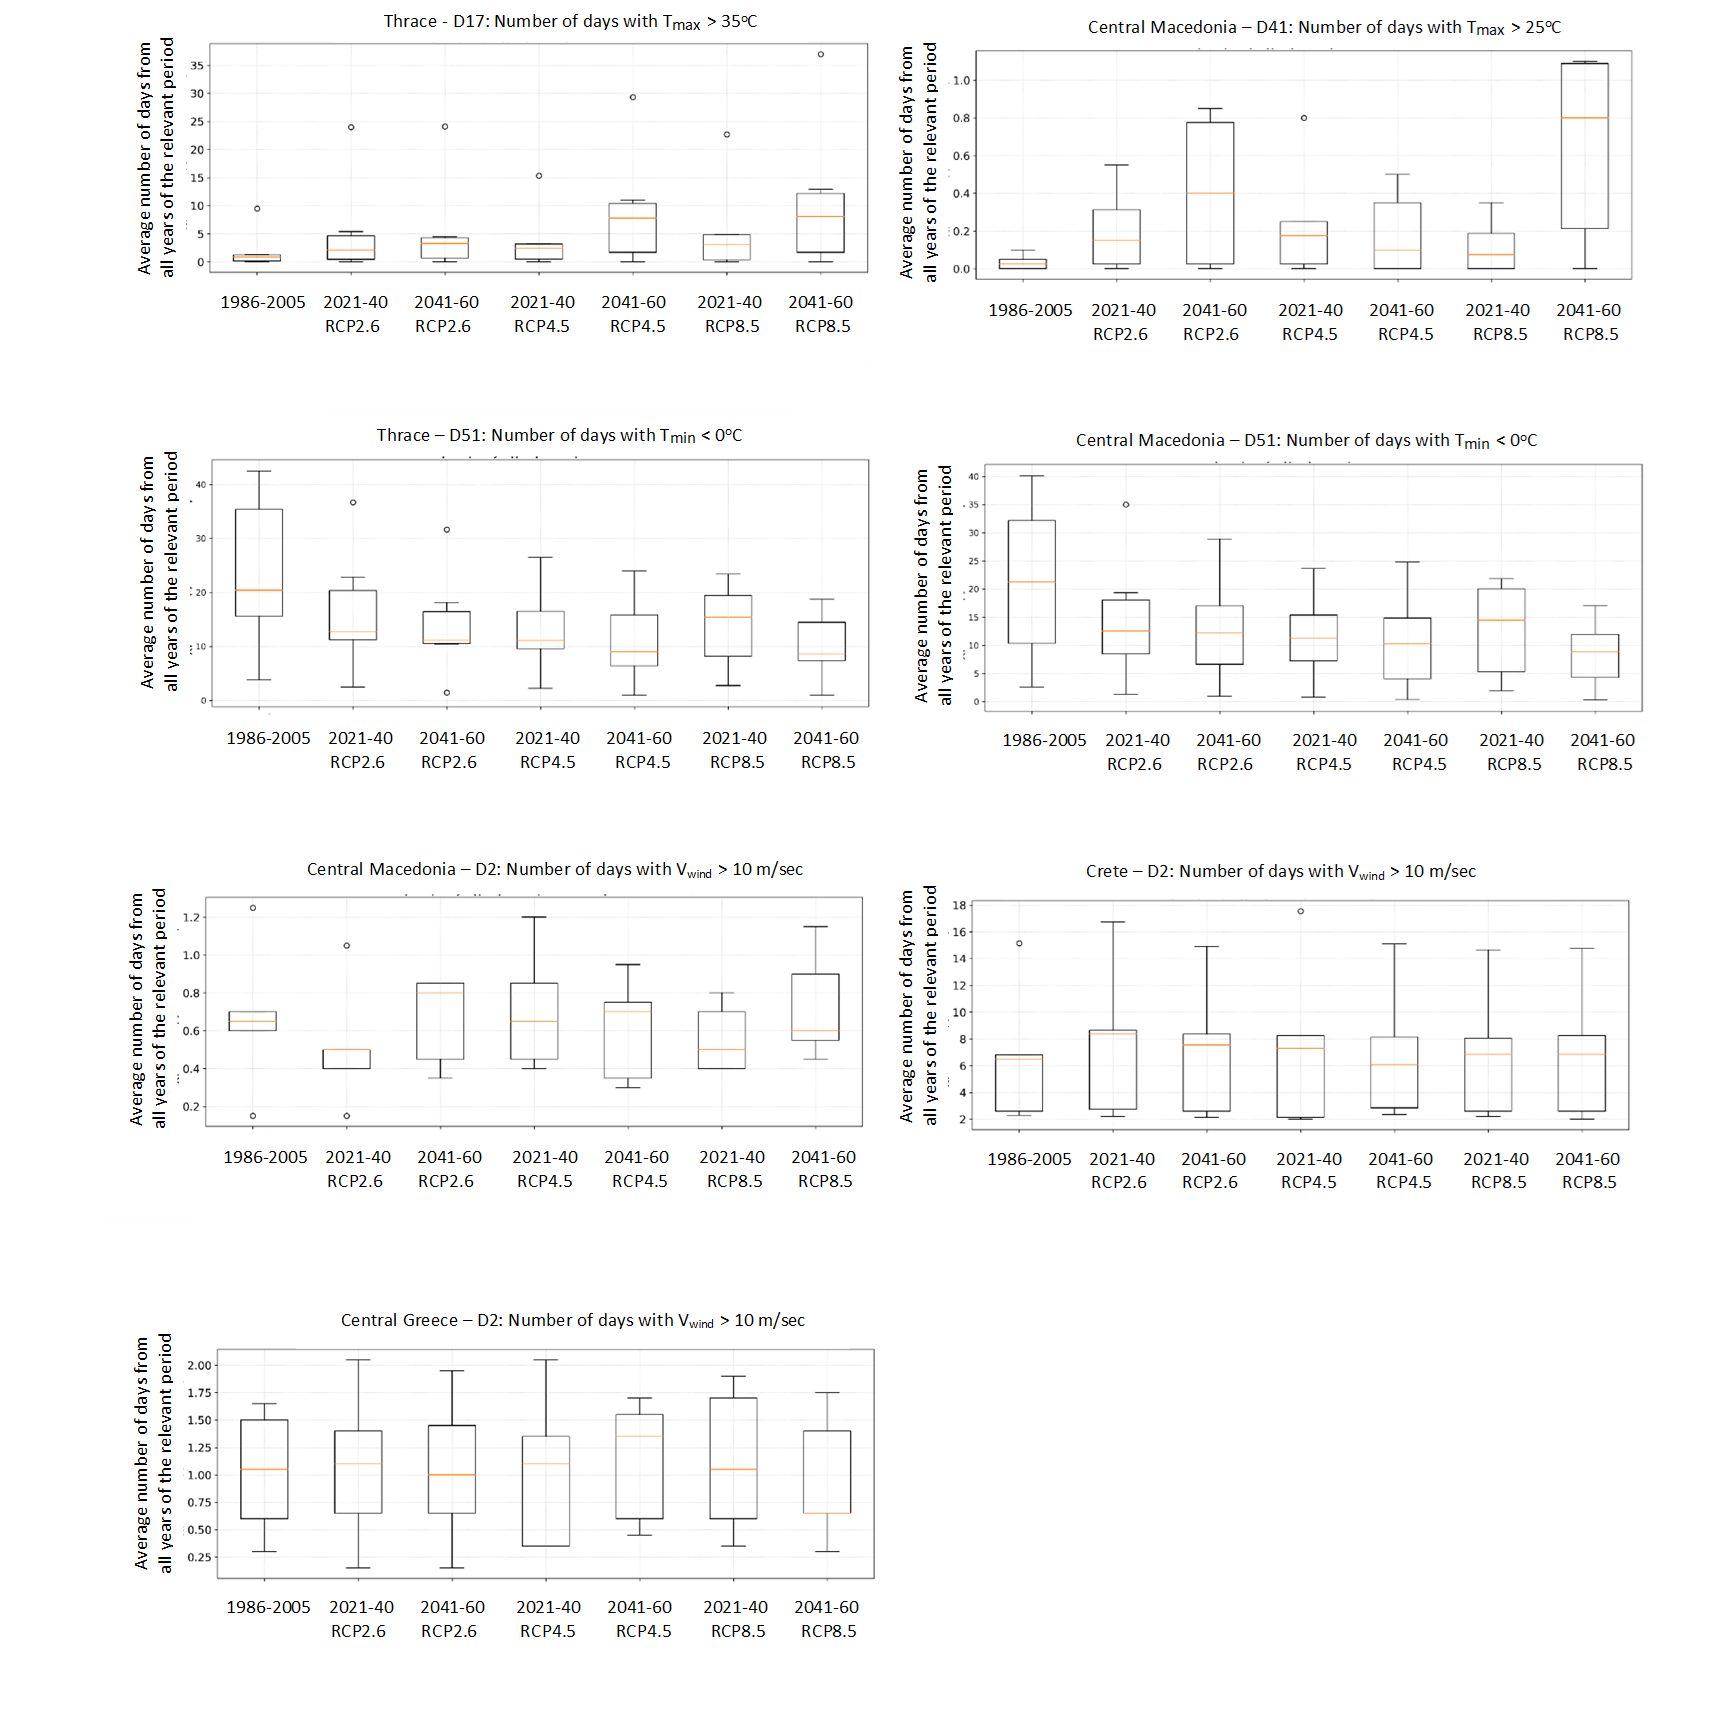 Thrace - D17: Number of days with Tmax > 35oC
Average number of days from
all years of the relevant period
35
30
25
20
15
10
5
0
1986-2005 2021-40 2041-60 2021-40 2041-60 2021-40 2041-60
RCP2.6 RCP2.6 RCP4.5 RCP4.5 RCP8.5 RCP8.5
Central Macedonia – D41: Number of days with Tmax > 25oC
Average number of days from
all years of the relevant period
1.0
0.8
0.6
0.4
0.2
0.0
1986-2005 2021-40 2041-60 2021-40 2041-60 2021-40 2041-60
RCP2.6 RCP2.6 RCP4.5 RCP4.5 RCP8.5 RCP8.5
Thrace – D51: Number of days with Tmin < 0oC
Average number of days from
all years of the relevant period
40
30
20
10
0
1986-2005 2021-40 2041-60 2021-40 2041-60 2021-40 2041-60
RCP2.6 RCP2.6 RCP4.5 RCP4.5 RCP8.5 RCP8.5
Central Macedonia – D51: Number of days with Tmin < 0oC
Average number of days from
all years of the relevant period
40
35
30
25
20
15
10
5
0
1986-2005 2021-40 2041-60 2021-40 2041-60 2021-40 2041-60
RCP2.6 RCP2.6 RCP4.5 RCP4.5 RCP8.5 RCP8.5
Central Macedonia – D2: Number of days with Vwind > 10 m/sec
Average number of days from
all years of the relevant period
1.2
1.0
0.8
0.6
0.4
0.2
1986-2005 2021-40 2041-60 2021-40 2041-60 2021-40 2041-60
RCP2.6 RCP2.6 RCP4.5 RCP4.5 RCP8.5 RCP8.5
Crete – D2: Number of days with Vwind > 10 m/sec
Average number of days from
all years of the relevant period
18
16
14
12
10
8
6
4
2
1986-2005 2021-40 2041-60 2021-40 2041-60 2021-40 2041-60
RCP2.6 RCP2.6 RCP4.5 RCP4.5 RCP8.5 RCP8.5
Central Greece – D2: Number of days with Vwind > 10 m/sec
Average number of days from
all years of the relevant period
2.00
1.75
1.50
1.25
1.00
0.75
0.50
0.25
1986-2005 2021-40 2041-60 2021-40 2041-60 2021-40 2041-60
RCP2.6 RCP2.6 RCP4.5 RCP4.5 RCP8.5 RCP8.5